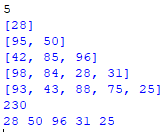 5
[28]
[95, 50]
[42, 85, 96]
[98, 84, 28, 31]
[93, 43, 88, 75, 25]
230
28 50 96 31 25